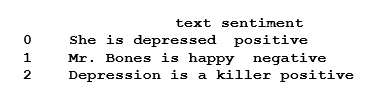 text sentiment
0 She is depressed positive
1 Mr. Bones is happy negative
2 Depression is a killer positive